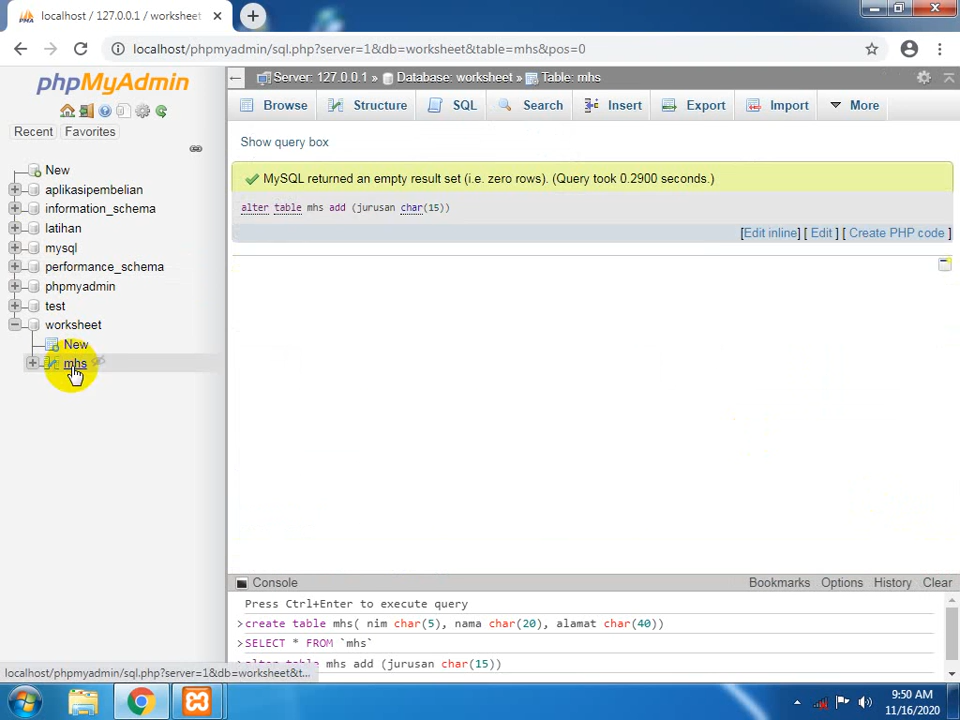 localhost / 127.0.0.1 / worksheet
localhost/phpmyadmin/sql.php?server=1&db=worksheet&table=mhs&pos=0
phpMyAdmin
Recent
Favorites
New
aplikasipembelian
information_schema
latihan
mysql
performance_schema
phpmyadmin
test
worksheet
New
mhs
Server: 127.0.0.1 » Database: worksheet » Table: mhs
Browse Structure SQL Search Insert Export Import More
Show query box
MySQL returned an empty result set (i.e. zero rows). (Query took 0.2900 seconds.)
alter table mhs add (jurusan char(15))
[Edit inline] [ Edit ] [ Create PHP code ]
Console Bookmarks Options History Clear
Press Ctrl+Enter to execute query
>create table mhs( nim char(5), nama char(20), alamat char(40))
>SELECT * FROM `mhs`
>alter table mhs add (jurusan char(15))
localhost/phpmyadmin/sql.php?server=1&db=worksheet&t...
9:50 AM
11/16/2020